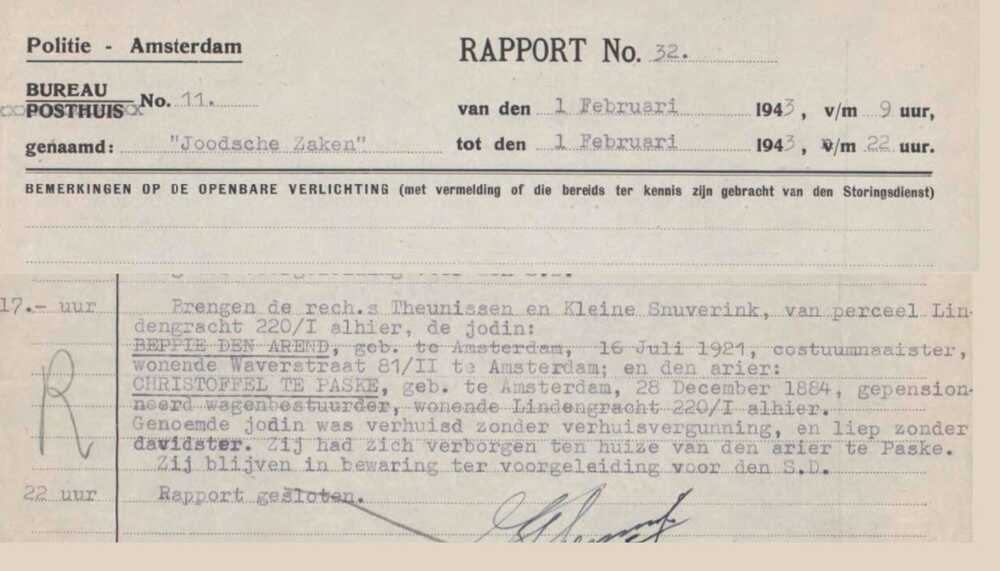 Politie - Amsterdam
RAPPORT No. 32.
BUREAU
POSTHUIS No. 11.
van den 1 Februari 1943, v/m 9 uur,
genaamd: "Joodsche Zaken"
tot den 1 Februari 1943, v/m 22 uur.
BEMERKINGEN OP DE OPENBARE VERLICHTING (met vermelding of die bereids ter kennis zijn gebracht van den Storingsdienst)
17.- uur
Brengen de rech.s Theunissen en Kleine Snuverink, van perceel Lin-
dengracht 220/I alhier, de jodin:
BEPPIE DEN AREND, geb. te Amsterdam, 16 Juli 1921, costuumnaaister,
wonende Waverstraat 81/II te Amsterdam; en den arier:
CHRISTOFFEL TE PASKE, geb. te Amsterdam, 28 December 1884, gepension-
neerd wagenbestuurder, wonende Lindengracht 220/I alhier.
R
Genoemde jodin was verhuisd zonder verhuisvergunning, en liep zonder
davidster. Zij had zich verborgen ten huize van den arier te Paske.
Zij blijven in bewaring ter voorgeleiding voor den S.D.
22 uur
Rapport gesloten.